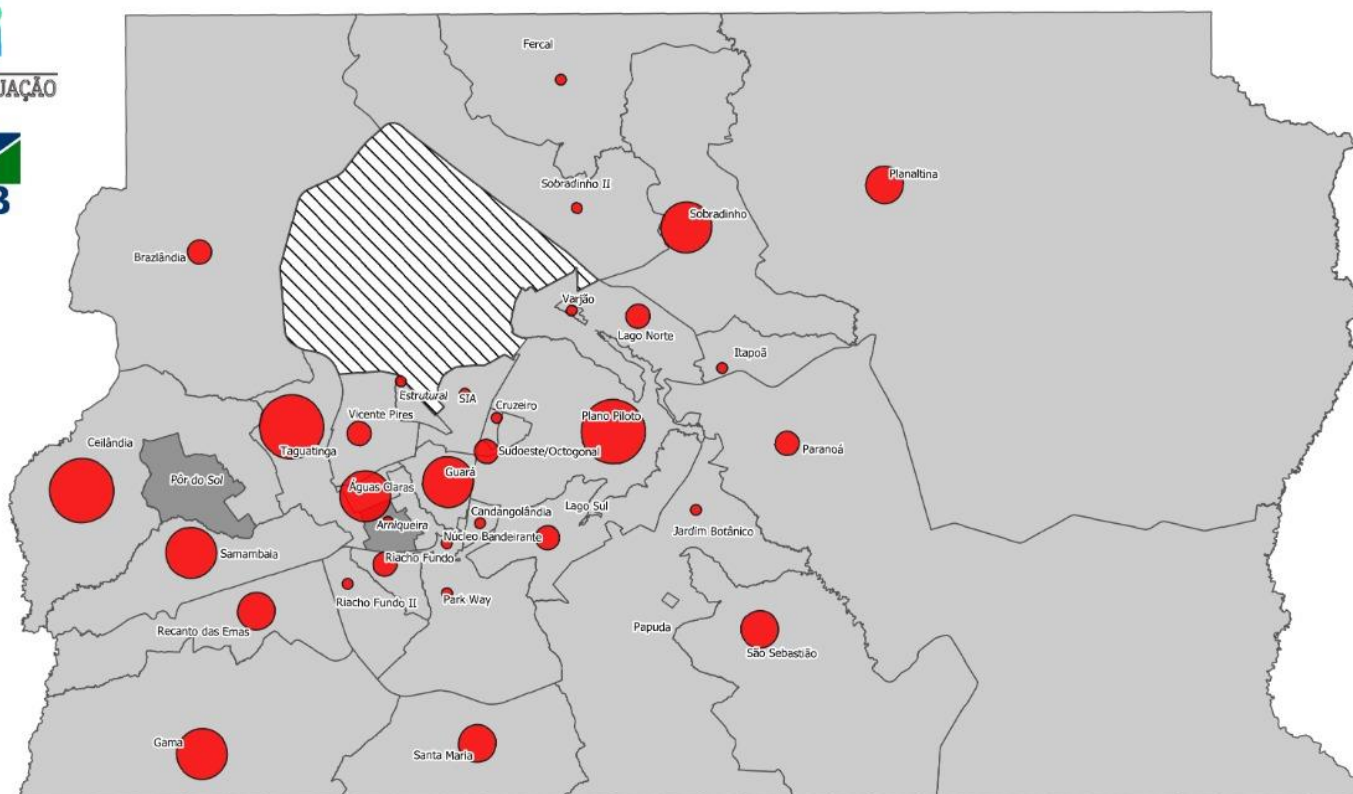 Fercal
UAÇÃO
Planaltina
Sobradinho II
B
Sobradinho
Brazlândia
Varjão
Lago Norte
Itapoã
Estrutural
SIA
Cruzeiro
Vicente Pires
Plano Piloto
Ceilândia
Taguatinga
Sudoeste/Octogonal
Paranoá
Guará
Pôr do Sol
Águas Claras
Lago Sul
Candangolândia
Arniqueira
Jardim Botânico
Núcleo Bandeirante
Samambaia
Riacho Fundo
Riacho Fundo II
Park Way
Recanto das Emas
Papuda
São Sebastião
Gama
Santa Maria